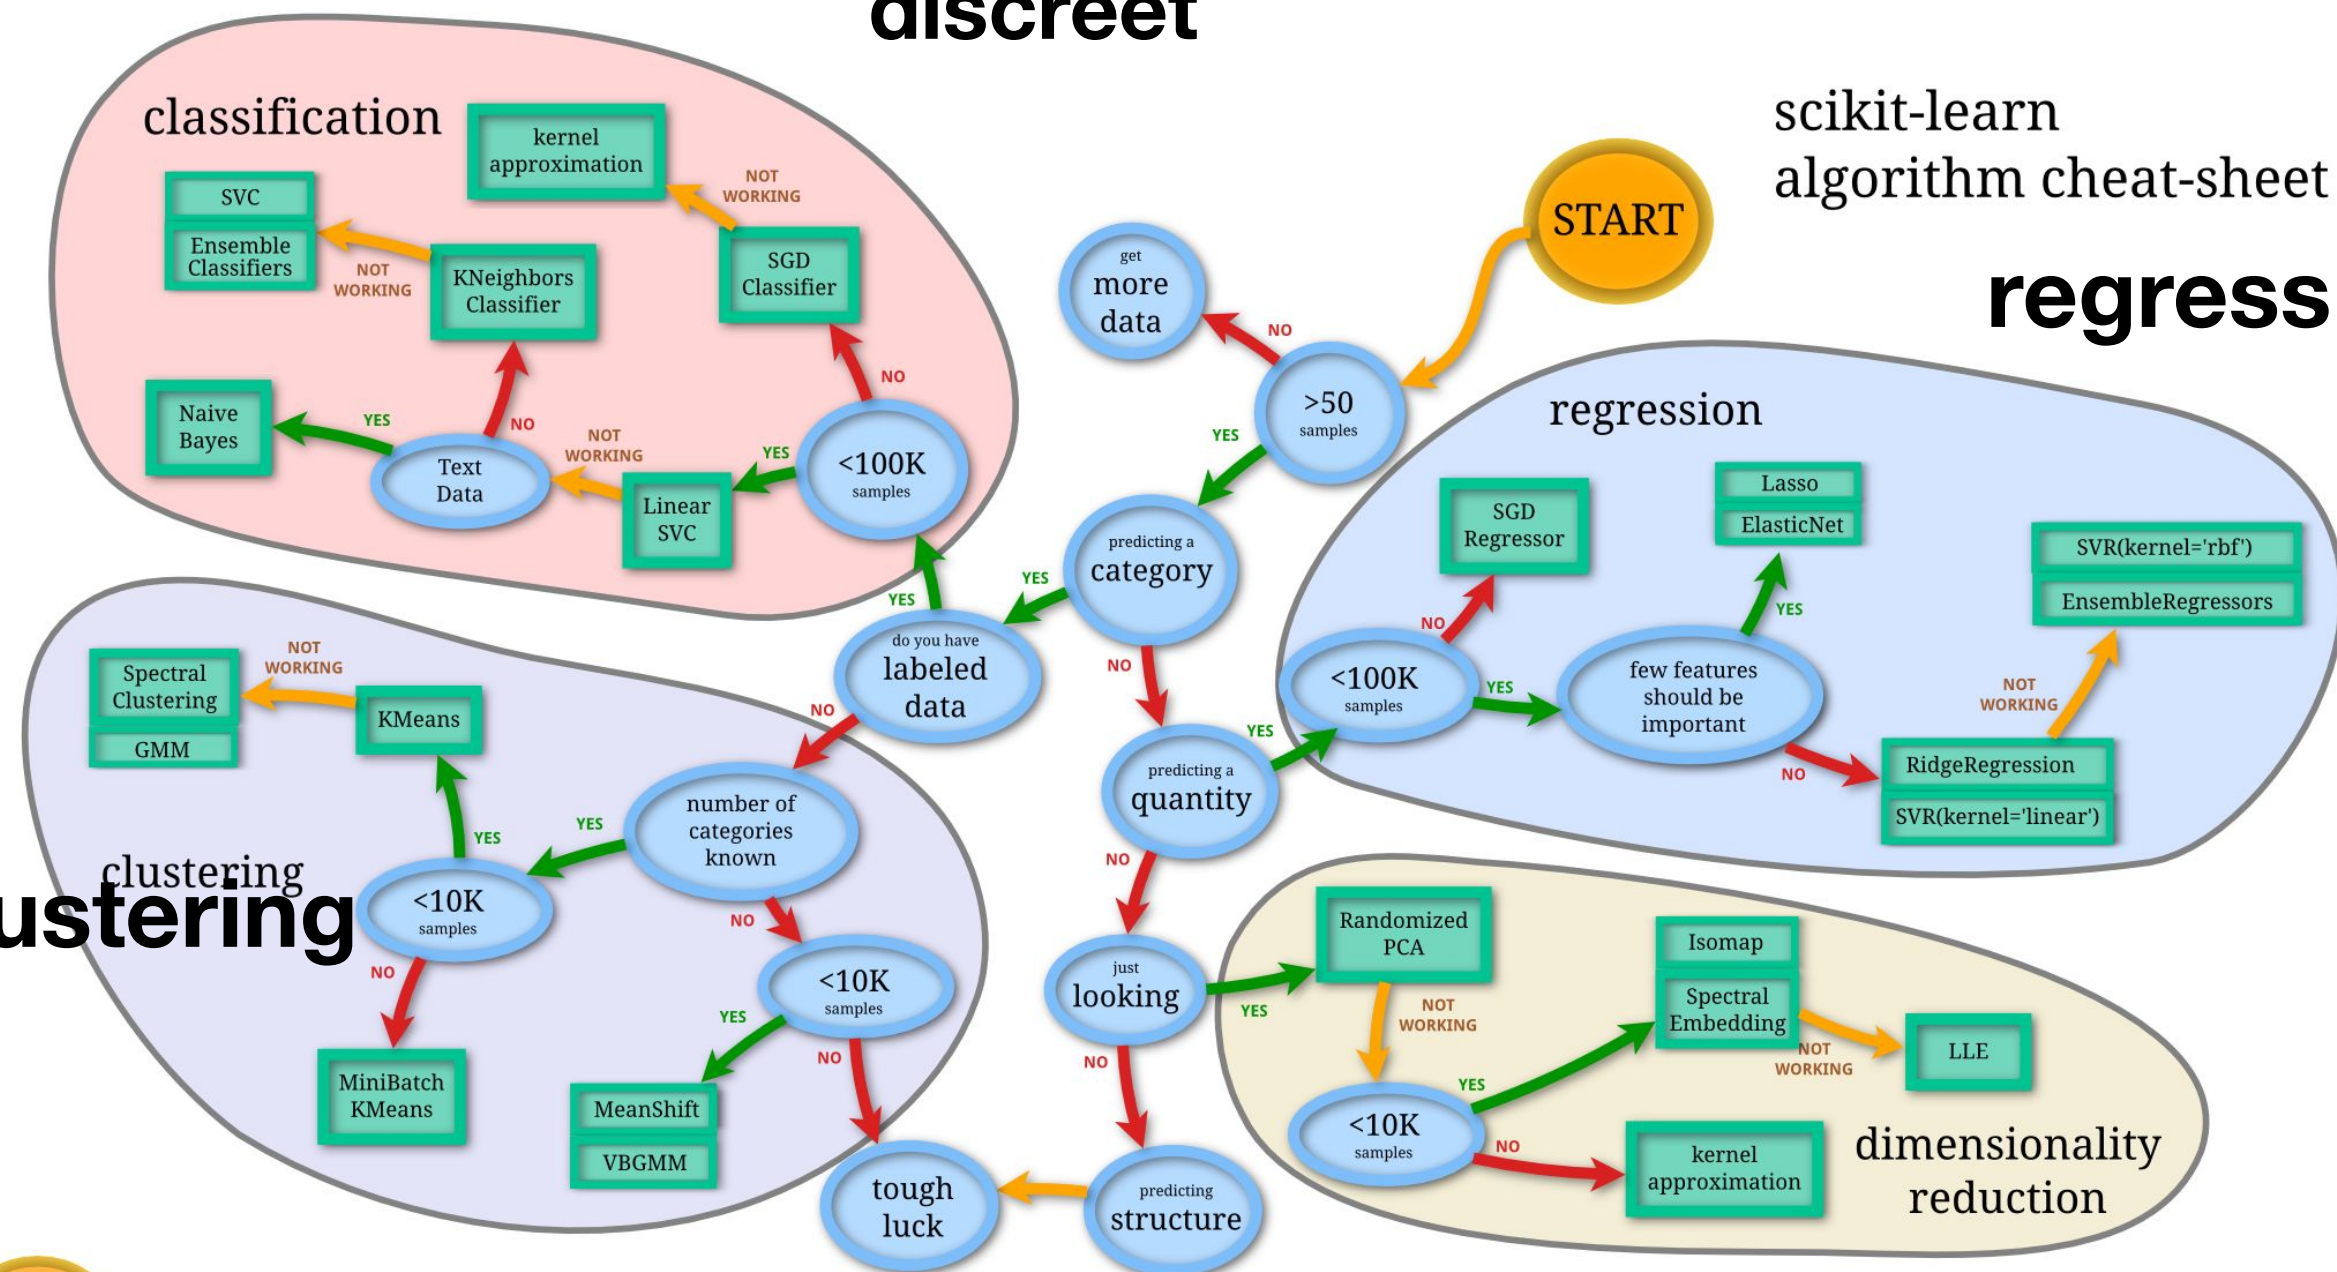 discreet
scikit-learn
algorithm cheat-sheet
regress
START
get
more
data
NO
>50
samples
YES
predicting a
category
YES
NO
do you have
labeled
data
YES
NO
predicting a
quantity
YES
NO
just
looking
YES
NO
predicting
structure
tough
luck
classification
kernel
approximation
NOT
WORKING
SVC
Ensemble
Classifiers
NOT
WORKING
KNeighbors
Classifier
SGD
Classifier
NO
Naive
Bayes
YES
NO
Text
Data
NOT
WORKING
Linear
SVC
YES
<100K
samples
regression
SGD
Regressor
Lasso
ElasticNet
SVR(kernel='rbf')
EnsembleRegressors
NO
YES
<100K
samples
YES
few features
should be
important
NOT
WORKING
NO
RidgeRegression
SVR(kernel='linear')
clustering
ustering
Spectral
Clustering
GMM
NOT
WORKING
KMeans
YES
<10K
samples
YES
number of
categories
known
NO
NO
MiniBatch
KMeans
<10K
samples
YES
NO
MeanShift
VBGMM
Randomized
PCA
NOT
WORKING
<10K
samples
YES
NO
Isomap
Spectral
Embedding
NOT
WORKING
LLE
kernel
approximation
dimensionality
reduction